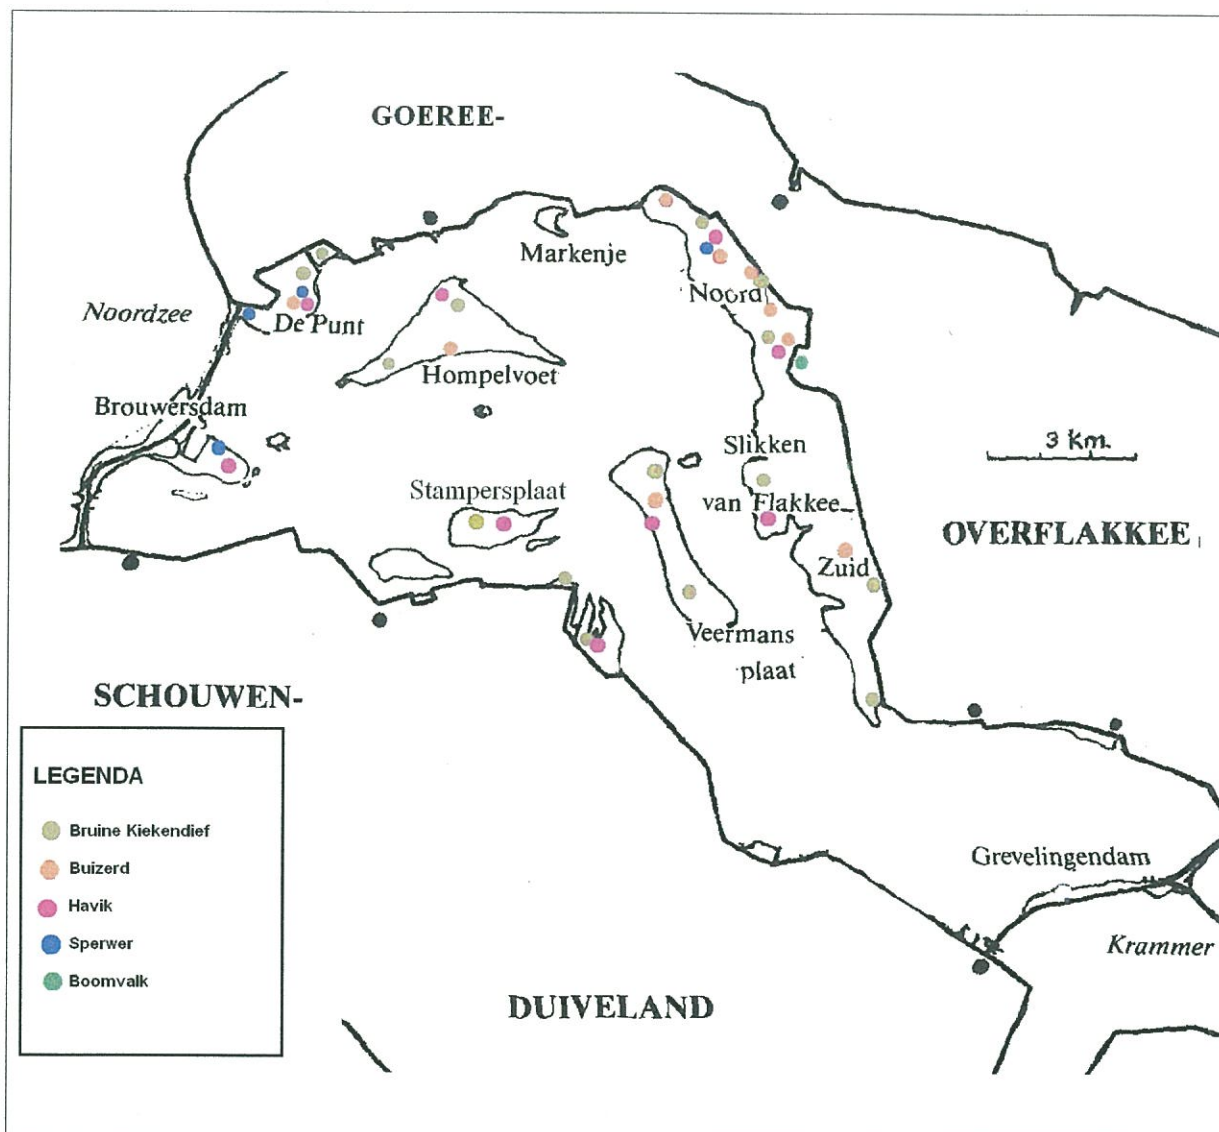 GOEREE-
Markenje
Noordzee
De Punt
Noord
Hompelvoet
Brouwersdam
3 km.
Slikken
Stampersplaat
van Flakkee
OVERFLAKKEE
Zuid
Veermans
plaat
SCHOUWEN-
LEGENDA
Bruine Kiekendief
Buizerd
Havik
Sperwer
Boomvalk
Grevelingendam
Krammer
DUIVELAND